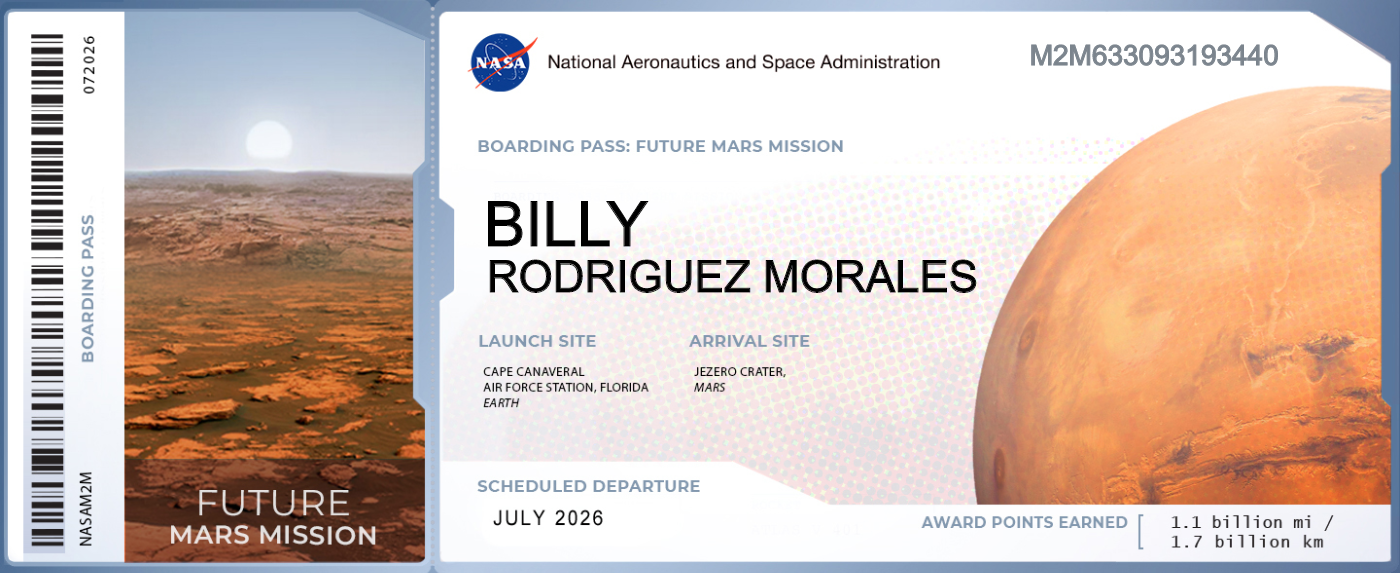 072026
BOARDING PASS
NASAM2M
FUTURE
MARS MISSION
NASA
National Aeronautics and Space Administration
M2M633093193440
BOARDING PASS: FUTURE MARS MISSION
BILLY
RODRIGUEZ MORALES
LAUNCH SITE
CAPE CANAVERAL
AIR FORCE STATION, FLORIDA
EARTH
ARRIVAL SITE
JEZERO CRATER,
MARS
SCHEDULED DEPARTURE
JULY 2026
AWARD POINTS EARNED
1.1 billion mi /
1.7 billion km